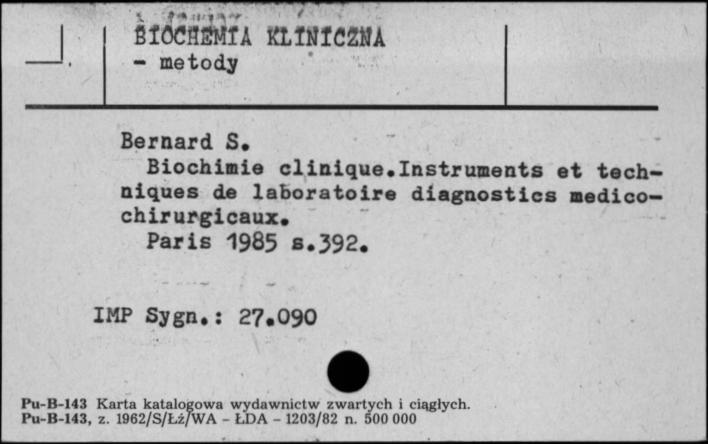 BIOCHEMIA KLINICZNA
- metody
Bernard S.
Biochimie clinique.Instruments et tech-
niques de laboratoire diagnostics medico-
chirurgicaux.
Paris 1985 s.392.
IMP Sygn.: 27.090
Pu-B-143 Karta katalogowa wydawnictw zwartych i ciągłych.
Pu-B-143, z. 1962/S/Łź/WA - ŁDA - 1203/82 n. 500 000